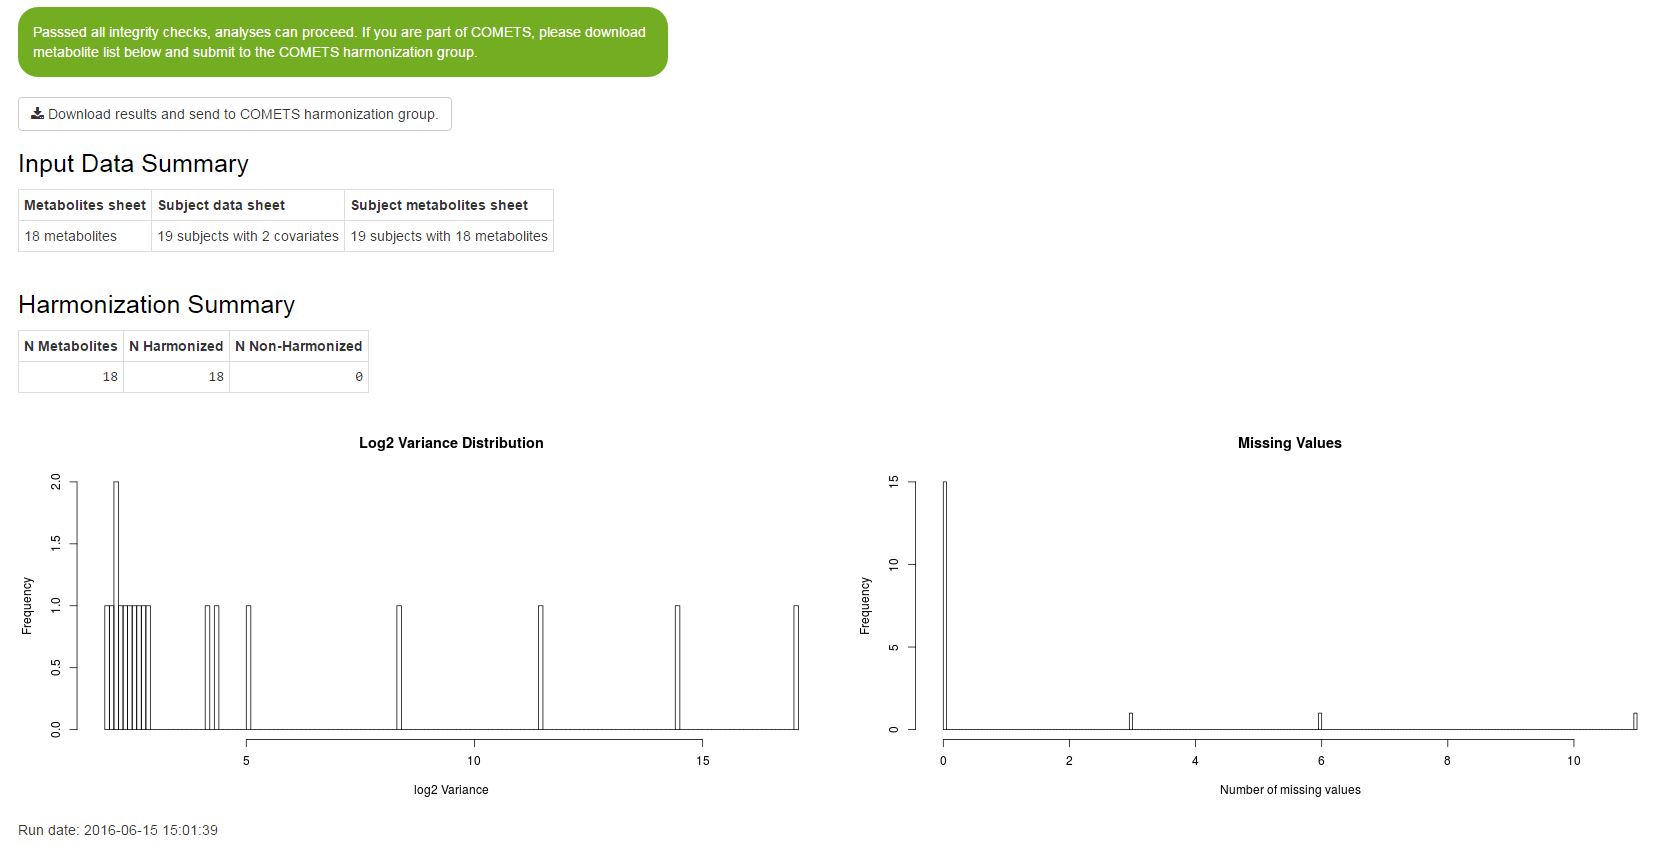 Passsed all integrity checks, analyses can proceed. If you are part of COMETS, please download
metabolite list below and submit to the COMETS harmonization group.
Download results and send to COMETS harmonization group.
Input Data Summary
Metabolites sheet Subject data sheet Subject metabolites sheet
18 metabolites 19 subjects with 2 covariates 19 subjects with 18 metabolites
Harmonization Summary
N Metabolites N Harmonized N Non-Harmonized
18 18 0
Log2 Variance Distribution
Frequency
2.0
1.5
1.0
0.5
0.0
5 10 15
log2 Variance
Missing Values
Frequency
15
10
5
0
0 2 4 6 8 10
Number of missing values
Run date: 2016-06-15 15:01:39